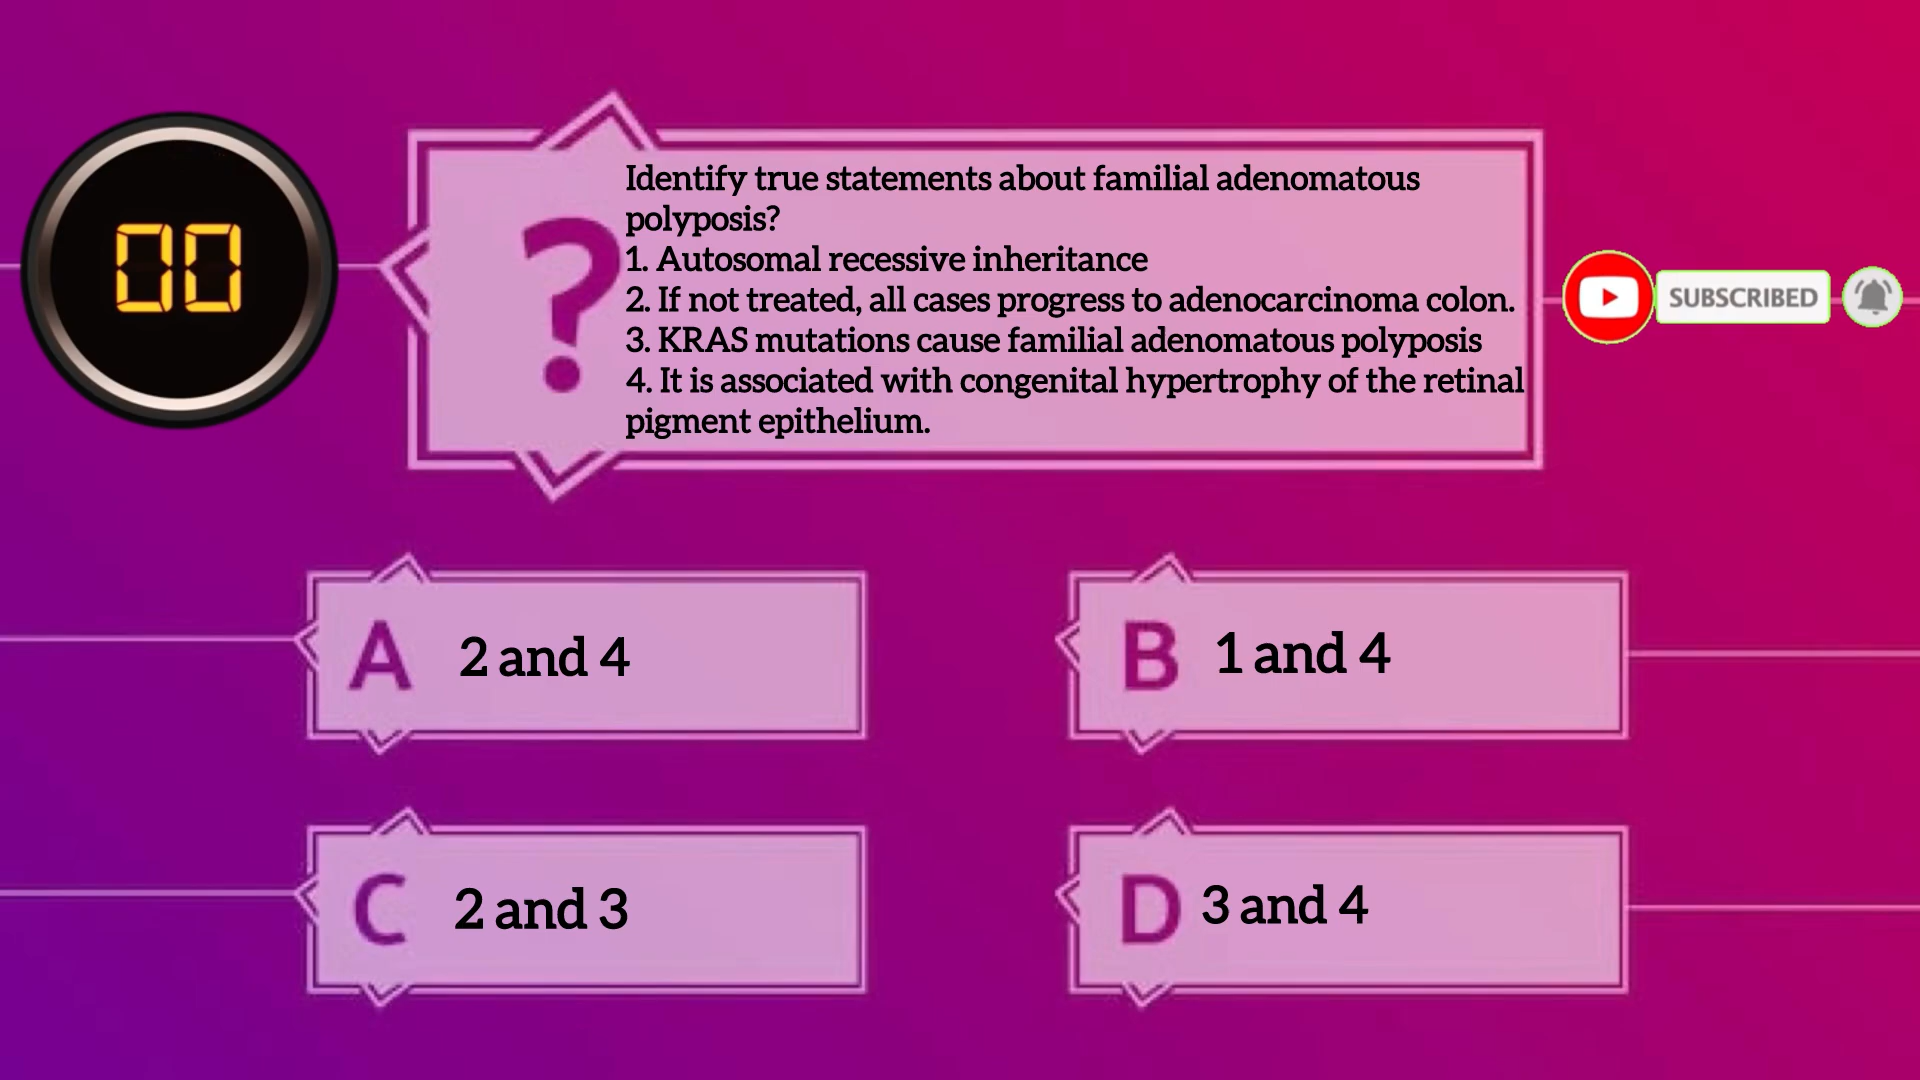 00
?
Identify true statements about familial adenomatous
polyposis?
1. Autosomal recessive inheritance
2. If not treated, all cases progress to adenocarcinoma colon.
3. KRAS mutations cause familial adenomatous polyposis
4. It is associated with congenital hypertrophy of the retinal
pigment epithelium.
SUBSCRIBED
A 2 and 4
B 1 and 4
C 2 and 3
D 3 and 4